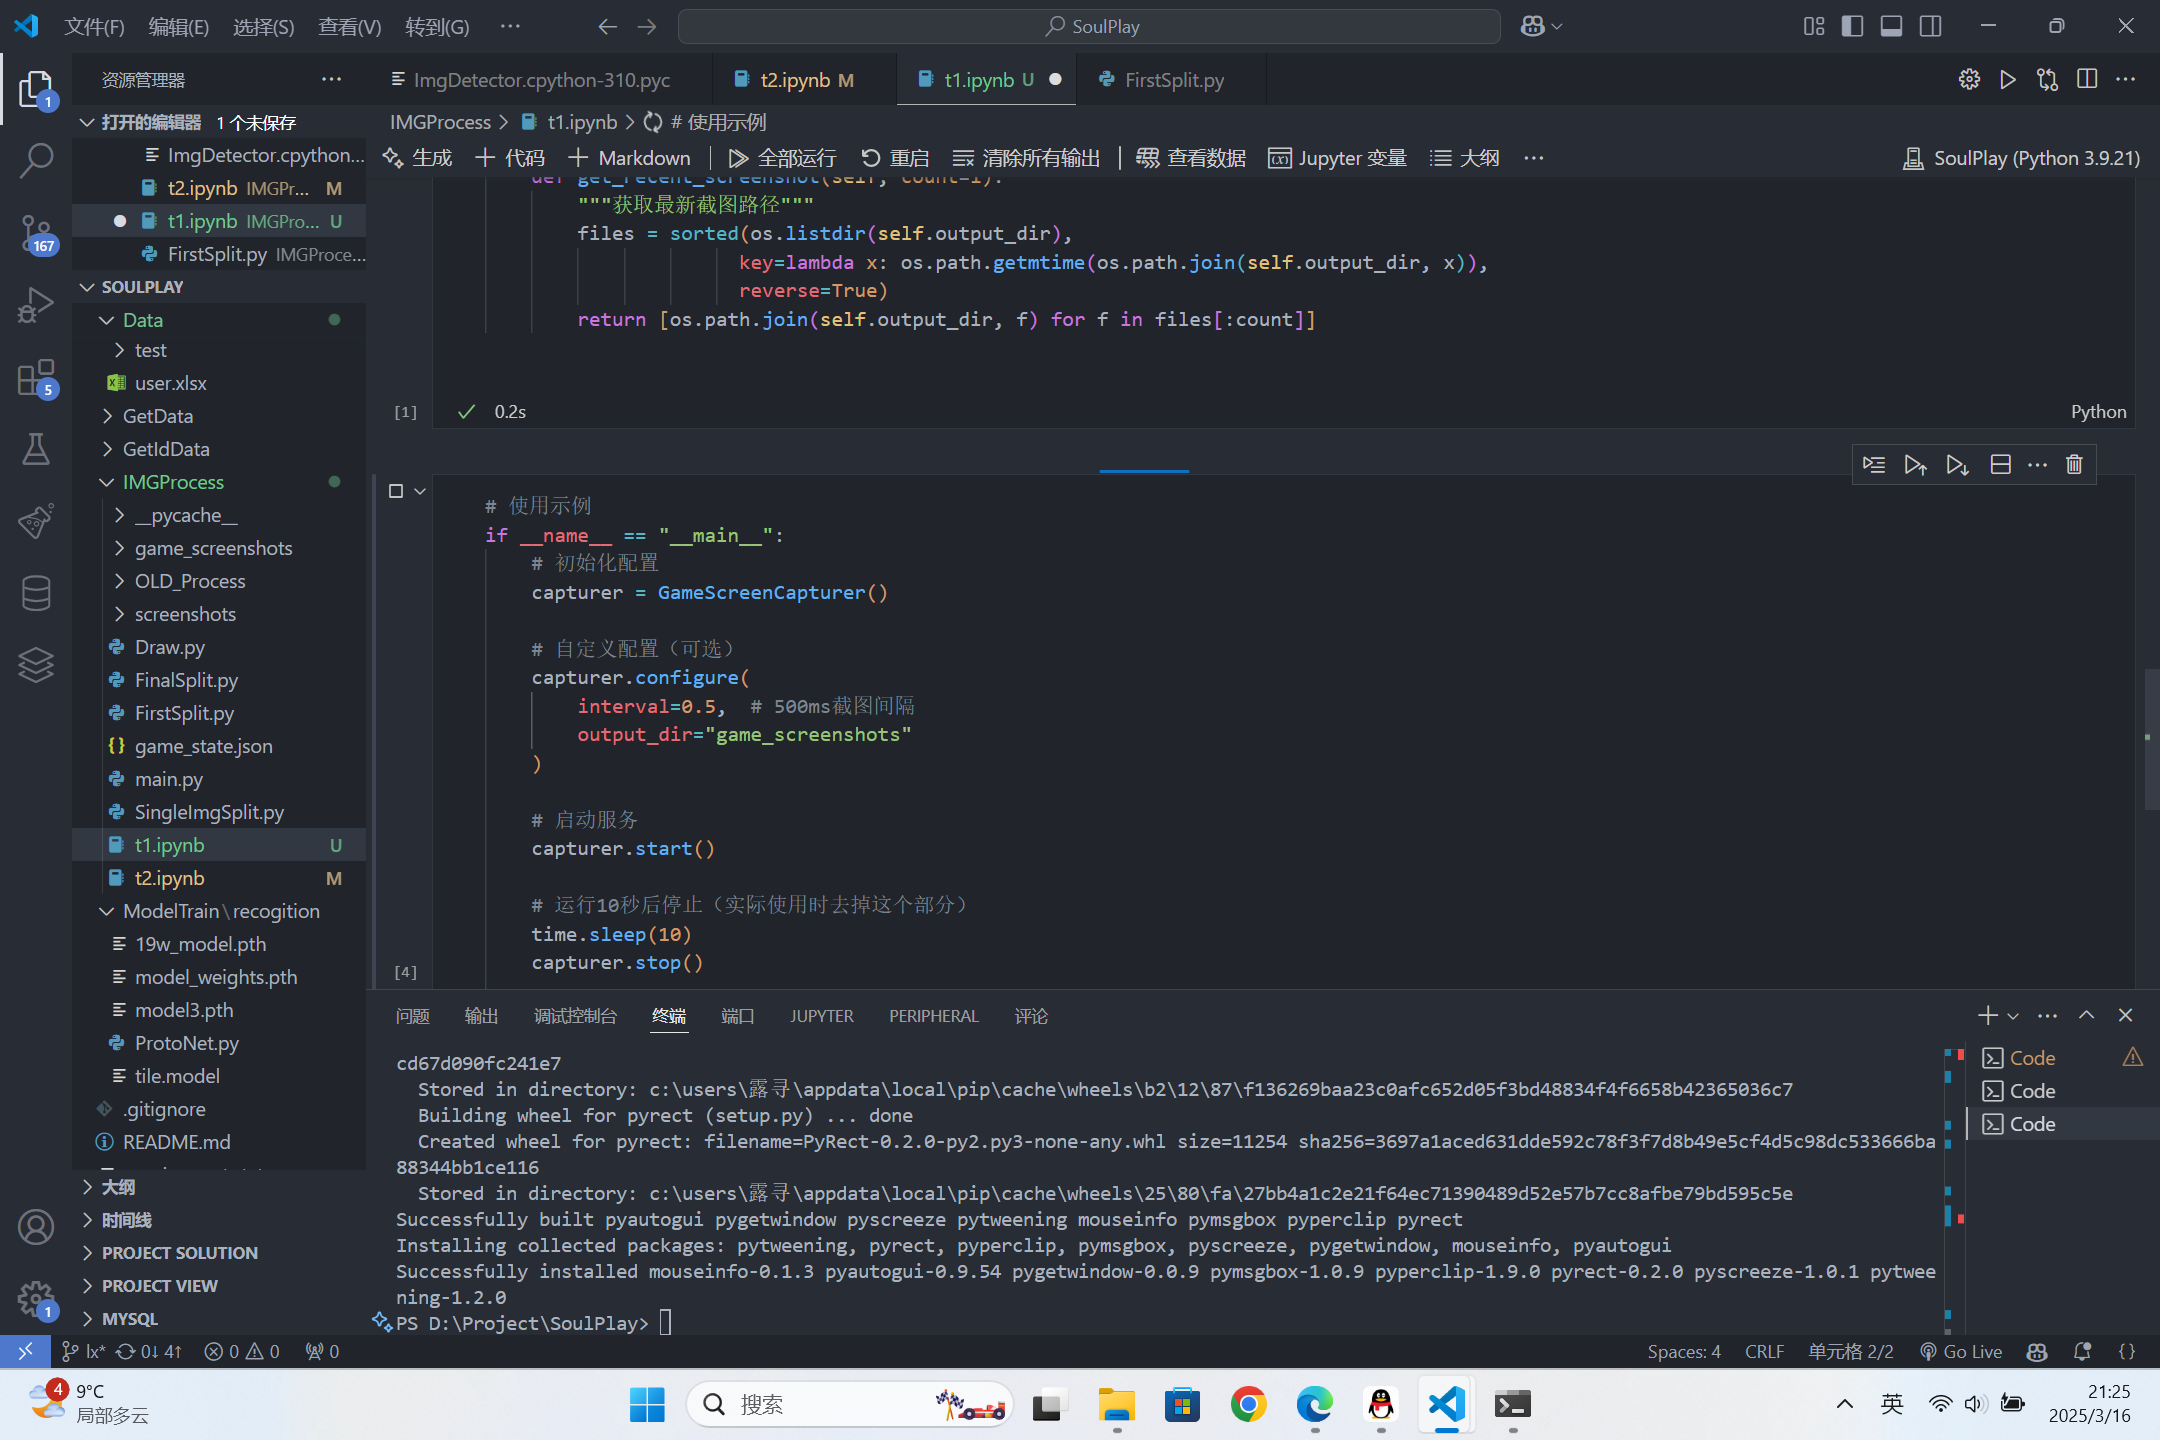 文件(F) 编辑(E) 选择(S) 查看(V) 转到(G) ··· SoulPlay
资源管理器 ···
ImgDetector.cpython-310.pyc t2.ipynb M t1.ipynb U FirstSplit.py
打开的编辑器 1 个未保存
ImgDetector.cpython...
t2.ipynb IMGPr... M
t1.ipynb IMGPro... U
FirstSplit.py IMGProce...
SOULPLAY
Data
test
user.xlsx
GetData
GetIdData
IMGProcess
__pycache__
game_screenshots
OLD_Process
screenshots
Draw.py
FinalSplit.py
FirstSplit.py
game_state.json
main.py
SingleImgSplit.py
t1.ipynb U
t2.ipynb M
ModelTrain\recogition
19w_model.pth
model_weights.pth
model3.pth
ProtoNet.py
tile.model
.gitignore
README.md
大纲
时间线
PROJECT SOLUTION
PROJECT VIEW
MYSQL
1
167
5
1
IMGProcess > t1.ipynb > # 使用示例
生成 + 代码 + Markdown 全部运行 重启 清除所有输出 查看数据 Jupyter 变量 大纲 ··· SoulPlay (Python 3.9.21)
def get_recent_screenshot(self, count=1):
"""获取最新截图路径"""
files = sorted(os.listdir(self.output_dir),
key=lambda x: os.path.getmtime(os.path.join(self.output_dir, x)),
reverse=True)
return [os.path.join(self.output_dir, f) for f in files[:count]]
[1] 0.2s Python
# 使用示例
if __name__ == "__main__":
# 初始化配置
capturer = GameScreenCapturer()
# 自定义配置（可选）
capturer.configure(
interval=0.5, # 500ms截图间隔
output_dir="game_screenshots"
)
# 启动服务
capturer.start()
# 运行10秒后停止（实际使用时去掉这个部分）
time.sleep(10)
capturer.stop()
[4]
问题 输出 调试控制台 终端 端口 JUPYTER PERIPHERAL 评论
cd67d090fc241e7
Stored in directory: c:\users\露寻\appdata\local\pip\cache\wheels\b2\12\87\f136269baa23c0afc652d05f3bd48834f4f6658b42365036c7
Building wheel for pyrect (setup.py) ... done
Created wheel for pyrect: filename=PyRect-0.2.0-py2.py3-none-any.whl size=11254 sha256=3697a1aced631dde592c78f3f7d8b49e5cf4d5c98dc533666ba
88344bb1ce116
Stored in directory: c:\users\露寻\appdata\local\pip\cache\wheels\25\80\fa\27bb4a1c2e21f64ec71390489d52e57b7cc8afbe79bd595c5e
Successfully built pyautogui pygetwindow pyscreeze pytweening mouseinfo pymsgbox pyperclip pyrect
Installing collected packages: pytweening, pyrect, pyperclip, pymsgbox, pyscreeze, pygetwindow, mouseinfo, pyautogui
Successfully installed mouseinfo-0.1.3 pyautogui-0.9.54 pygetwindow-0.0.9 pymsgbox-1.0.9 pyperclip-1.9.0 pyrect-0.2.0 pyscreeze-1.0.1 pytwee
ning-1.2.0
PS D:\Project\SoulPlay>
Code
Code
Code
lx* 0↓ 4↑ 0 0 0 Spaces: 4 CRLF 单元格 2/2 Go Live { }
4 9°C
局部多云
搜索
英
21:25
2025/3/16